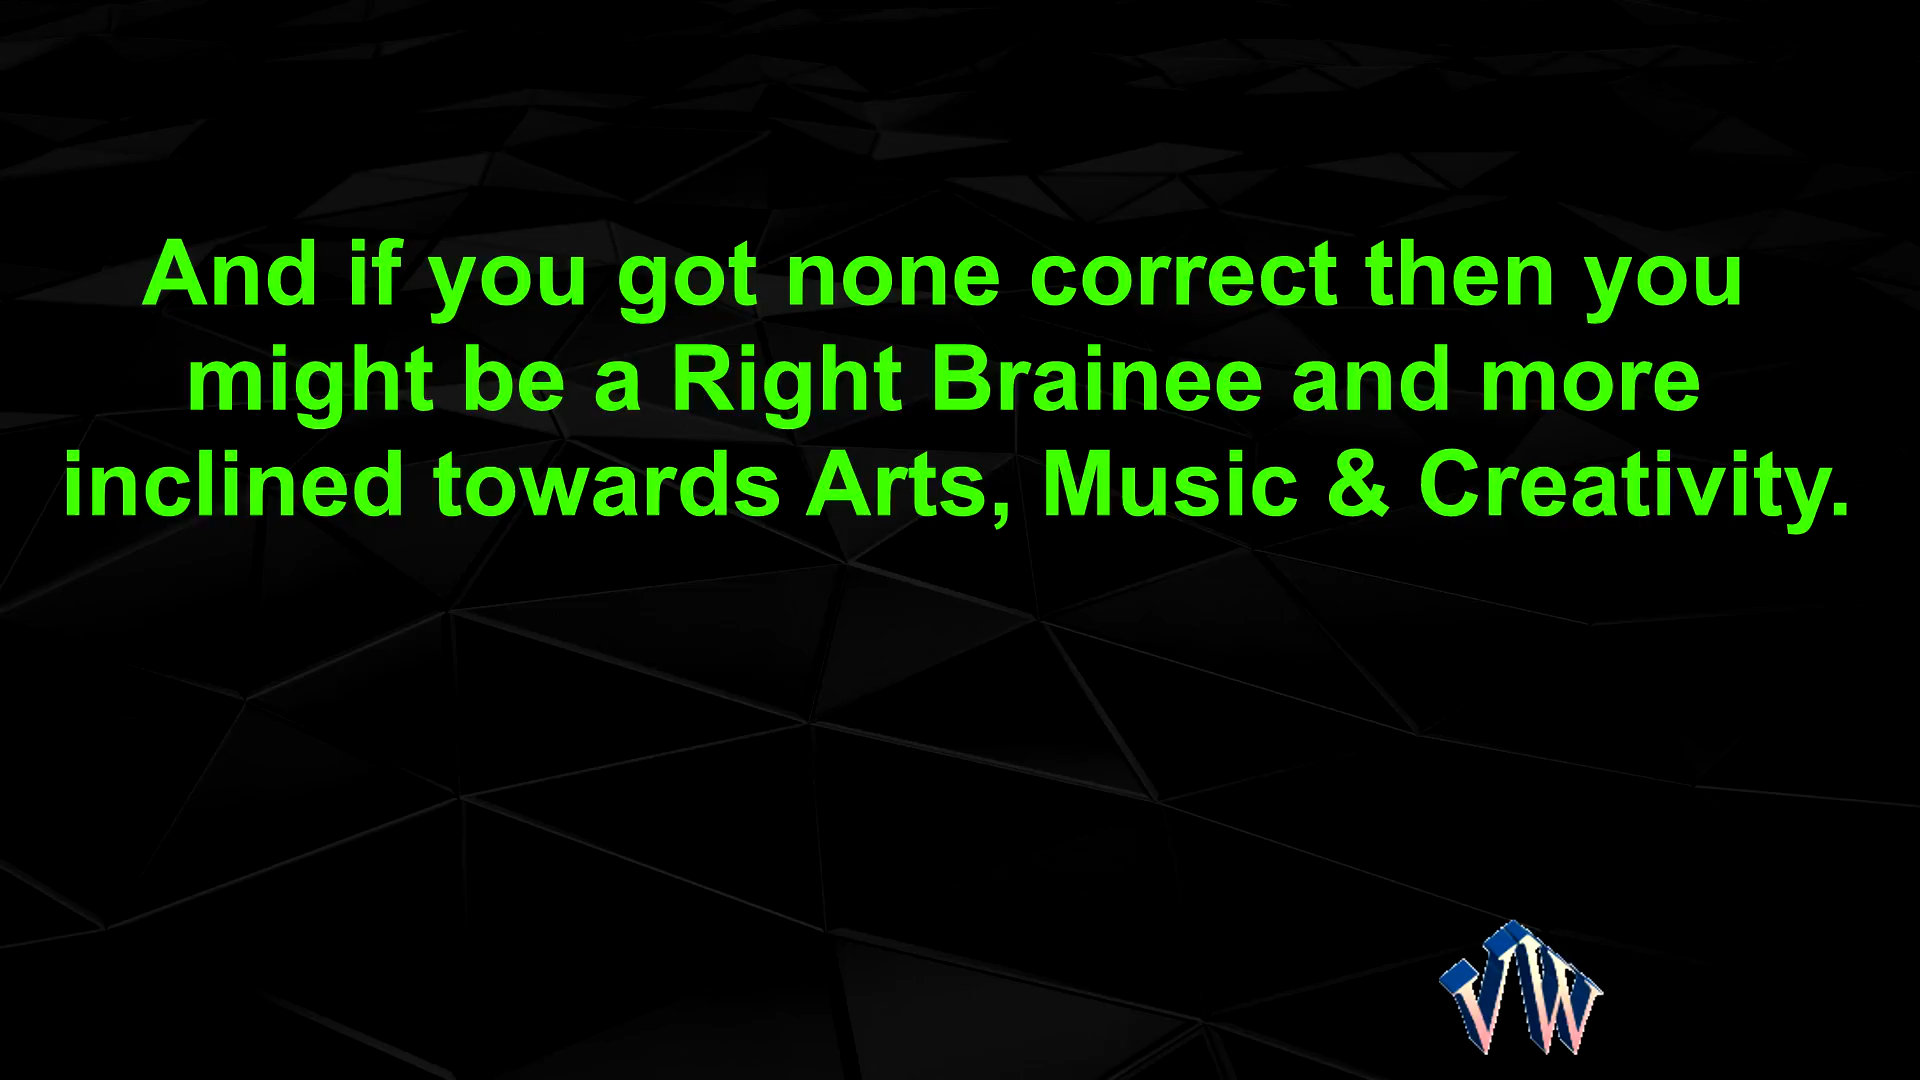 And if you got none correct then you
might be a Right Brainee and more
inclined towards Arts, Music & Creativity.
VW